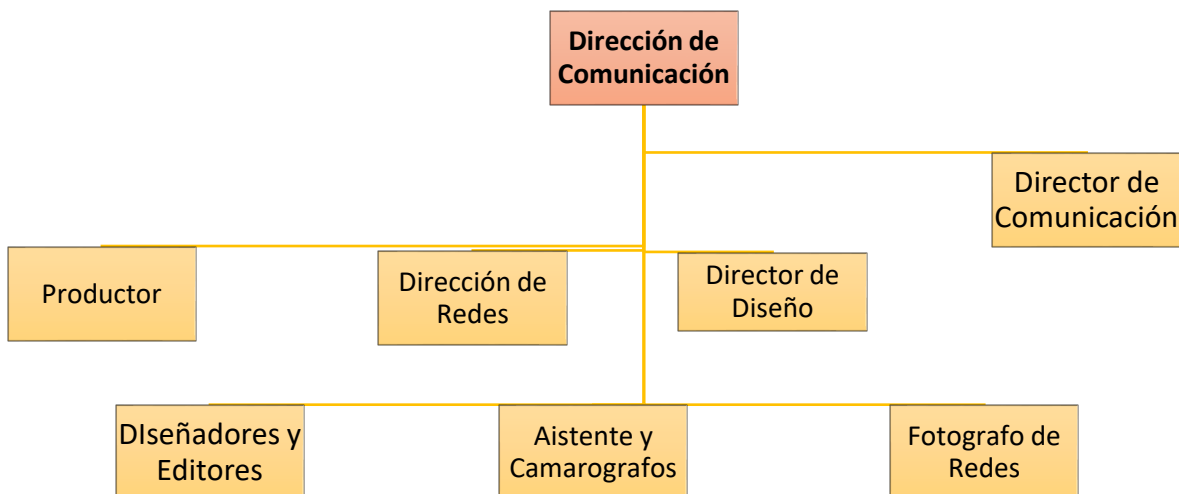 Dirección de
Comunicación
Director de
Comunicación
Productor
Dirección de
Redes
Director de
Diseño
DIseñadores y
Editores
Aistente y
Camarografos
Fotografo de
Redes